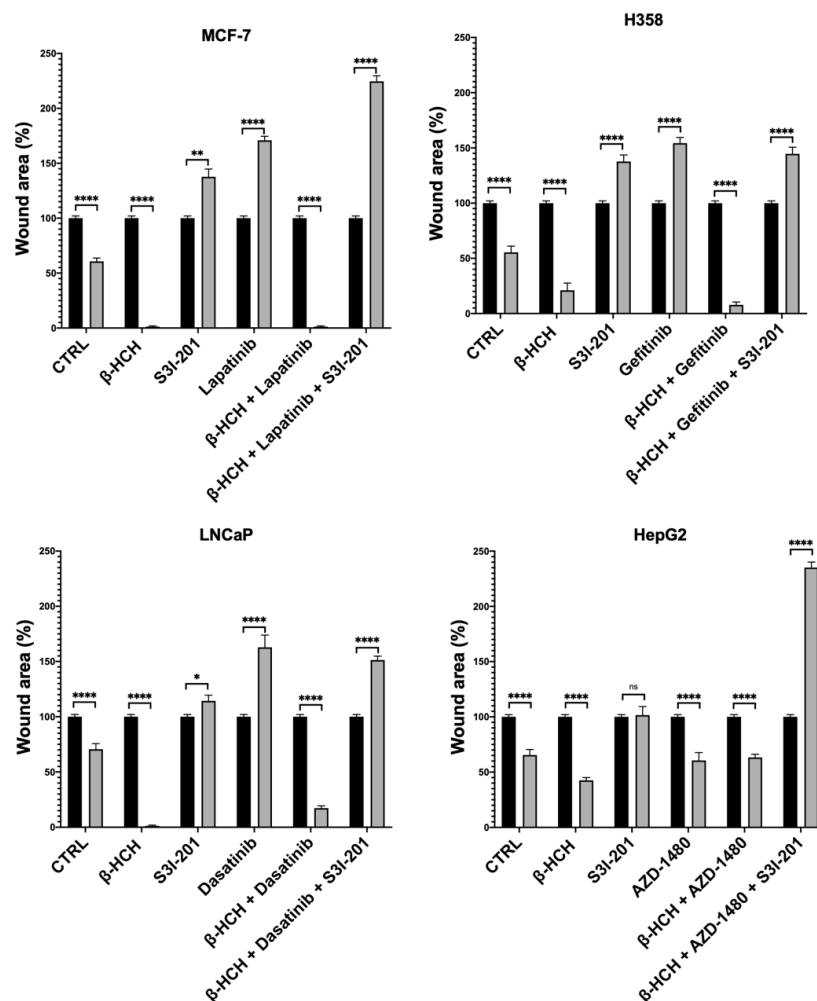 MCF-7
Wound area (%)
250
200
150
100
50
0
****
****
**
****
****
****
CTRL
β-HCH
S3I-201
Lapatinib
β-HCH + Lapatinib
β-HCH + Lapatinib + S3I-201
H358
Wound area (%)
250
200
150
100
50
0
****
****
****
****
****
****
CTRL
β-HCH
S3I-201
Gefitinib
β-HCH + Gefitinib
β-HCH + Gefitinib + S3I-201
LNCaP
Wound area (%)
250
200
150
100
50
0
****
****
*
****
****
****
CTRL
β-HCH
S3I-201
Dasatinib
β-HCH + Dasatinib
β-HCH + Dasatinib + S3I-201
HepG2
Wound area (%)
250
200
150
100
50
0
****
****
ns
****
****
****
CTRL
β-HCH
S3I-201
AZD-1480
β-HCH + AZD-1480
β-HCH + AZD-1480 + S3I-201